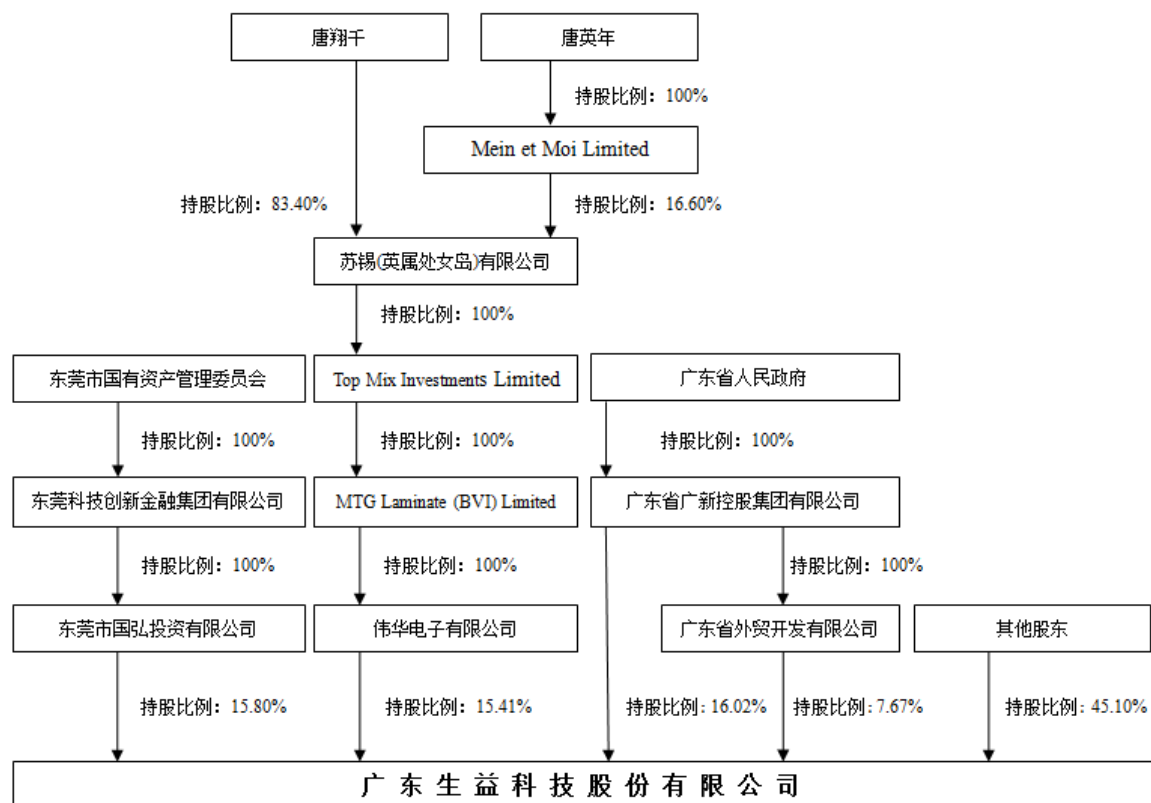 唐翔千
唐英年
持股比例：100%
Mein et Moi Limited
持股比例：83.40%
持股比例：16.60%
苏锡(英属处女岛)有限公司
持股比例：100%
东莞市国有资产管理委员会
Top Mix Investments Limited
广东省人民政府
持股比例：100%
持股比例：100%
持股比例：100%
东莞科技创新金融集团有限公司
MTG Laminate (BVI) Limited
广东省广新控股集团有限公司
持股比例：100%
持股比例：100%
持股比例：100%
东莞市国弘投资有限公司
伟华电子有限公司
广东省外贸开发有限公司
其他股东
持股比例：15.80%
持股比例：15.41%
持股比例：16.02%
持股比例：7.67%
持股比例：45.10%
广东生益科技股份有限公司